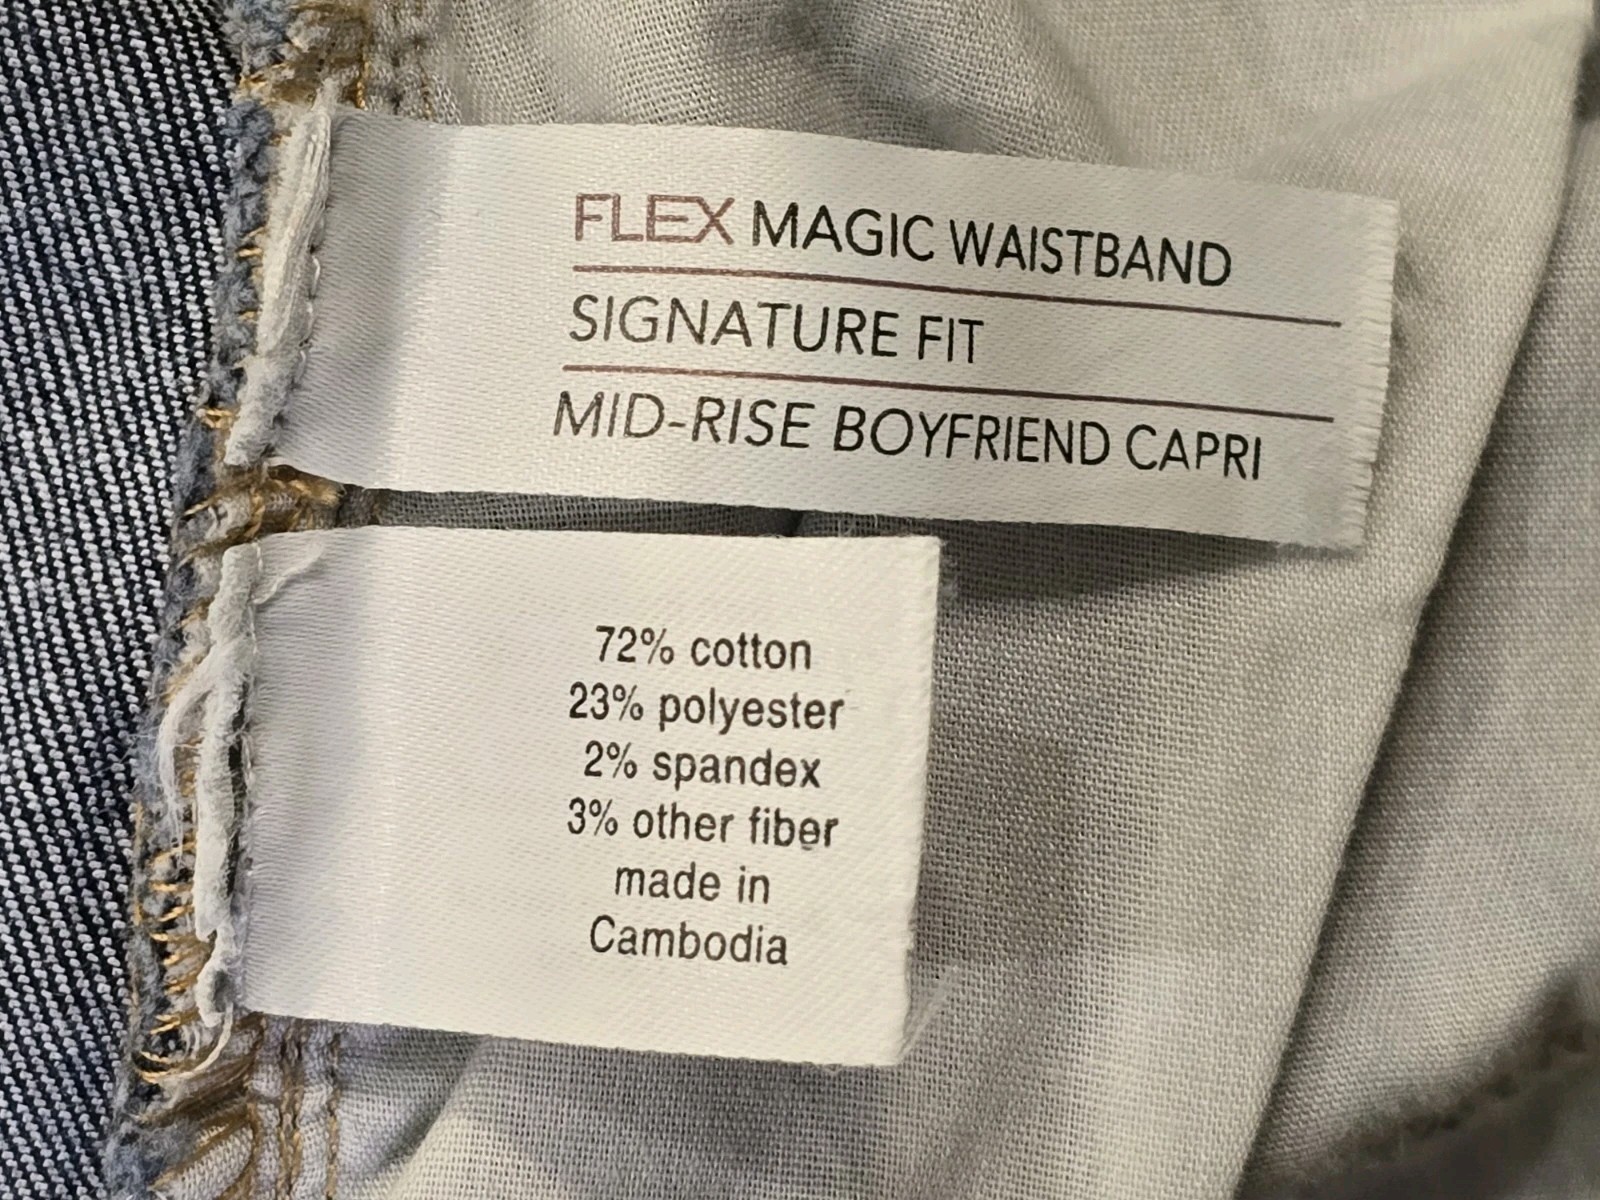 FLEX MAGIC WAISTBAND
SIGNATURE FIT
MID-RISE BOYFRIEND CAPRI
72% cotton
23% polyester
2% spandex
3% other fiber
made in
Cambodia